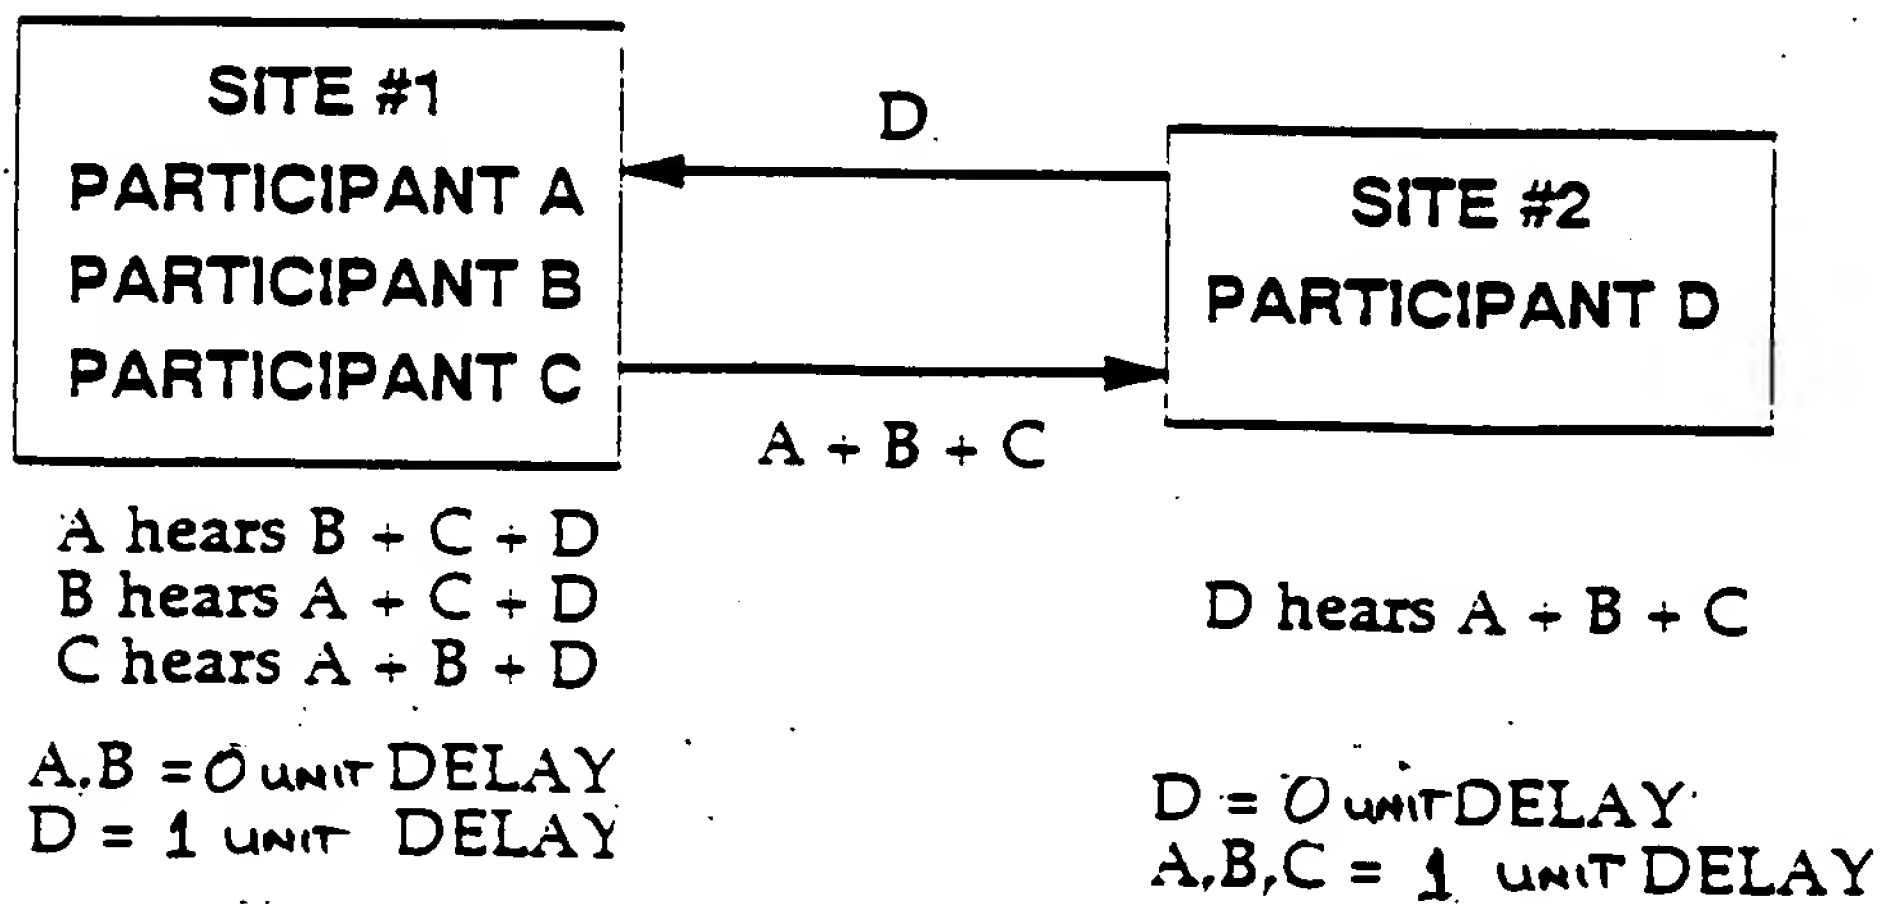 SITE #1
PARTICIPANT A
PARTICIPANT B
PARTICIPANT C
D
SITE #2
PARTICIPANT D
A + B + C
A hears B + C + D
B hears A + C + D
C hears A + B + D
D hears A + B + C
A,B = 0 UNIT DELAY
D = 1 UNIT DELAY
D = 0 UNIT DELAY
A,B,C = 1 UNIT DELAY